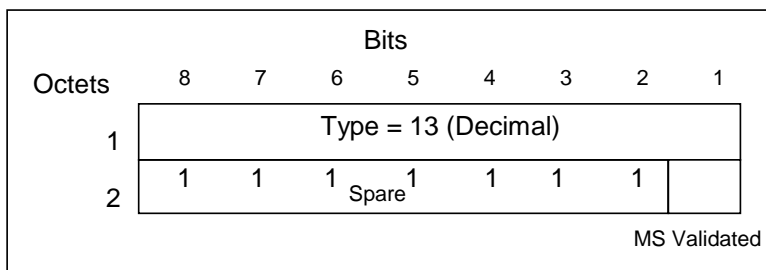 Bits
Octets 8 7 6 5 4 3 2 1
1 Type = 13 (Decimal)
2 1 1 1 1 1 1 1
Spare
MS Validated